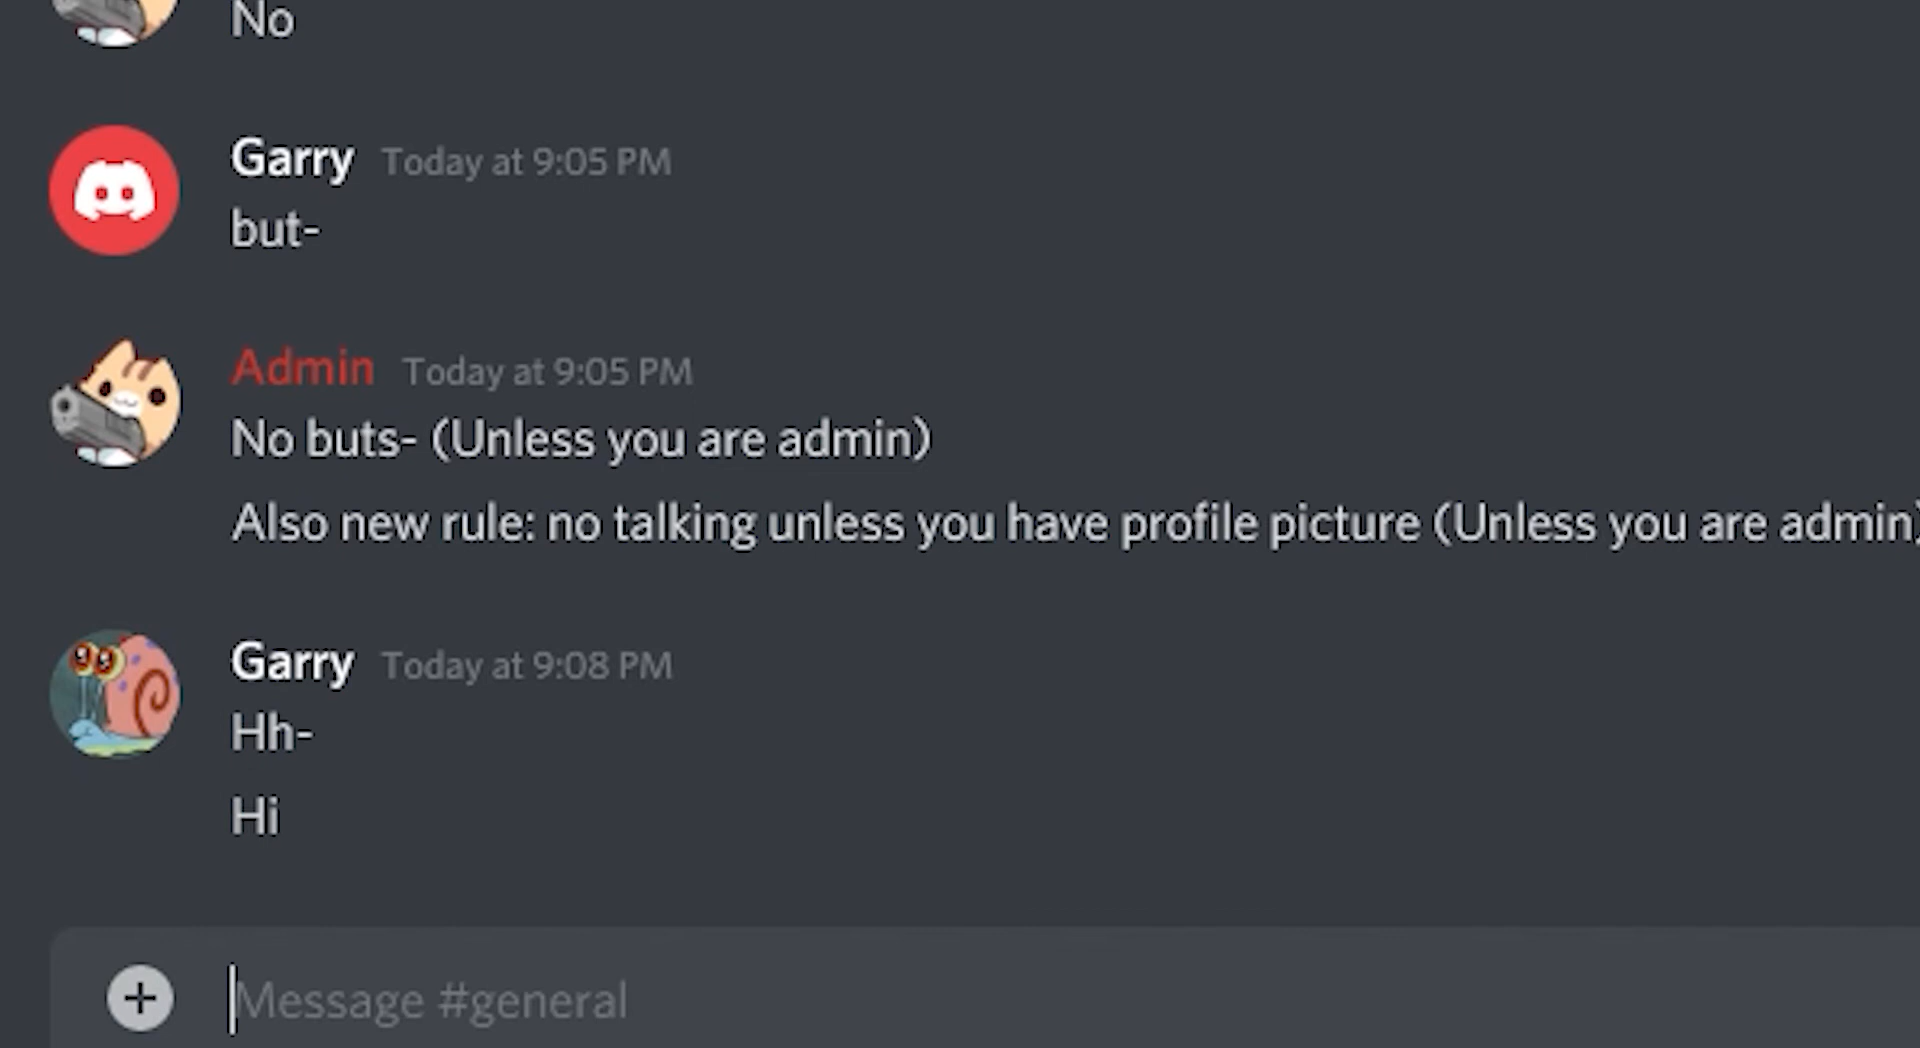 No
Garry Today at 9:05 PM
but-
Admin Today at 9:05 PM
No buts- (Unless you are admin)
Also new rule: no talking unless you have profile picture (Unless you are admin)
Garry Today at 9:08 PM
Hh-
Hi
Message #general